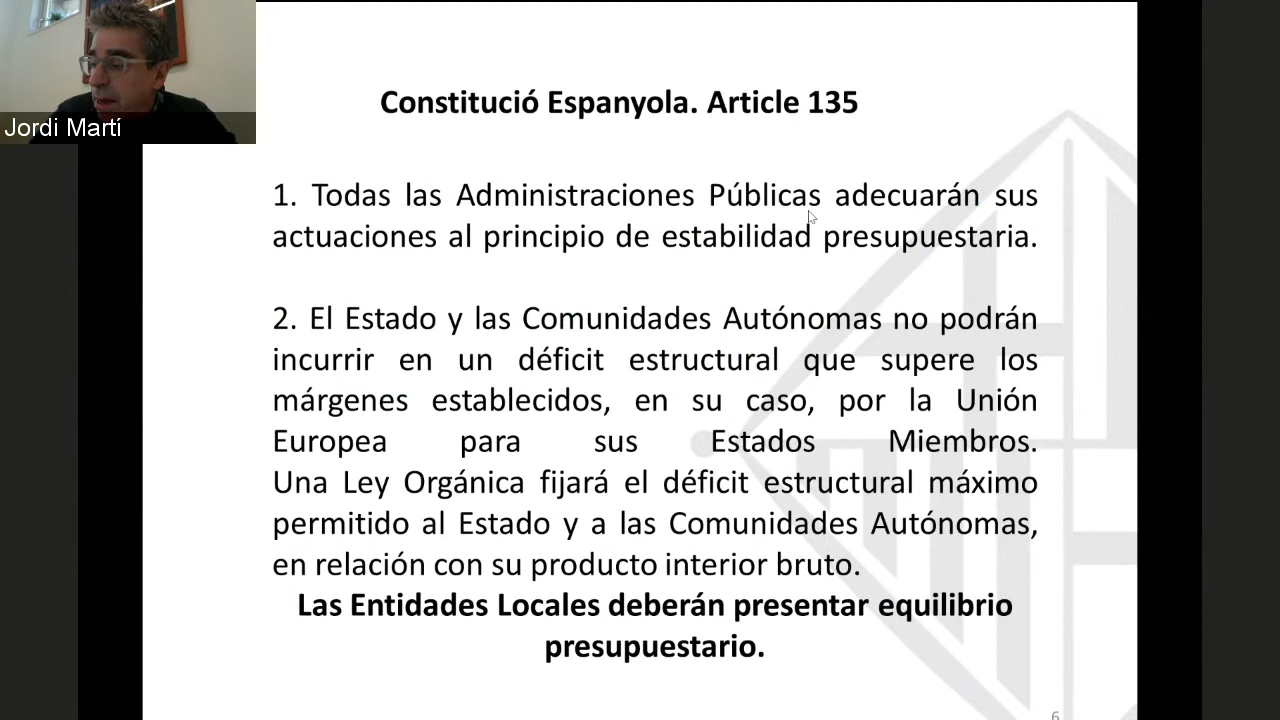 Jordi Martí
Constitució Espanyola. Article 135
1. Todas las Administraciones Públicas adecuarán sus
actuaciones al principio de estabilidad presupuestaria.
2. El Estado y las Comunidades Autónomas no podrán
incurrir en un déficit estructural que supere los
márgenes establecidos, en su caso, por la Unión
Europea para sus Estados Miembros.
Una Ley Orgánica fijará el déficit estructural máximo
permitido al Estado y a las Comunidades Autónomas,
en relación con su producto interior bruto.
Las Entidades Locales deberán presentar equilibrio
presupuestario.
6